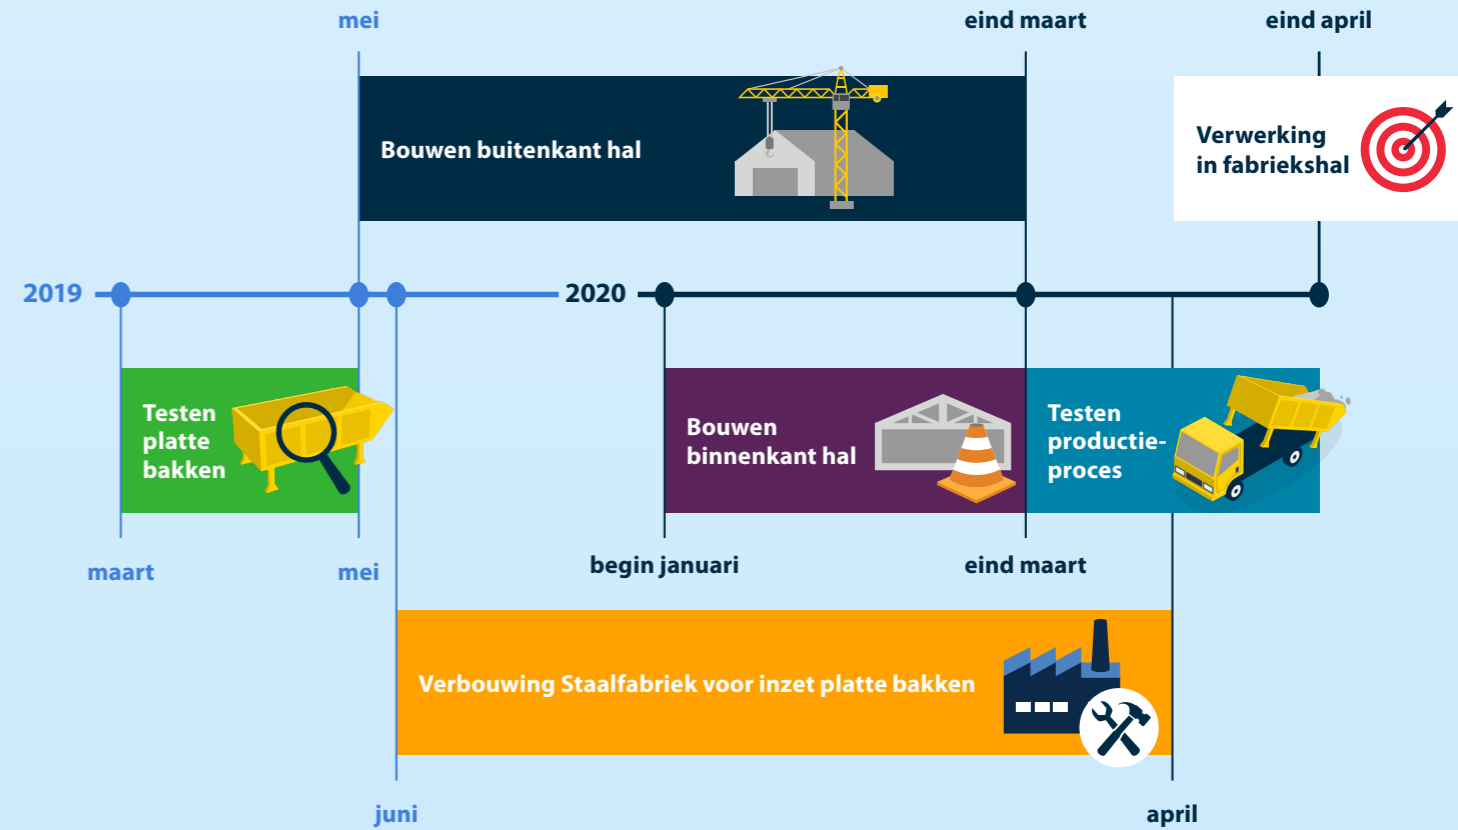 mei
eind maart
eind april
Bouwen buitenkant hal
Verwerking
in fabriekshal
2019
2020
Testen
platte
bakken
Bouwen
binnenkant hal
Testen
productie-
proces
maart
mei
begin januari
eind maart
Verbouwing Staalfabriek voor inzet platte bakken
juni
april